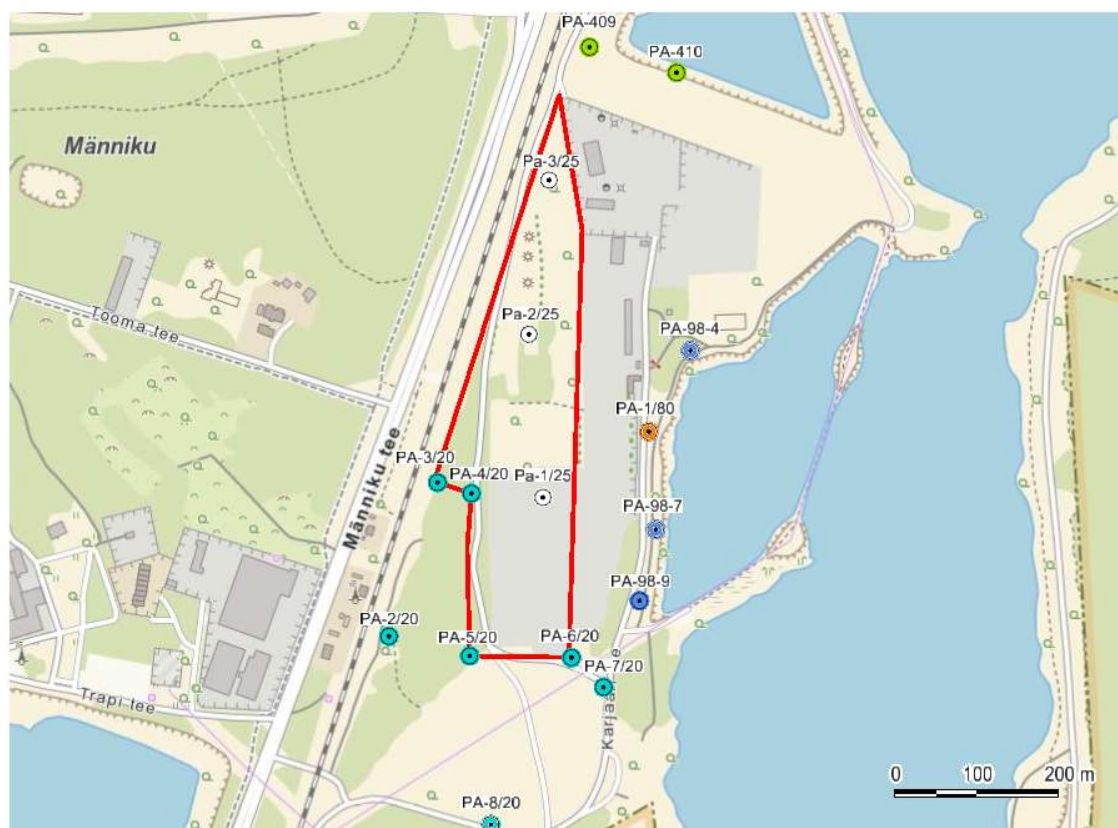 PA-409
PA-410
Männiku
Pa-3/25
Tooma tee
Pa-2/25
PA-98-4
PA-1/80
Männiku tee
PA-3/20
PA-4/20
Pa-1/25
PA-98-7
PA-98-9
PA-2/20
PA-5/20
PA-6/20
PA-7/20
Trapi tee
0 100 200 m
PA-8/20